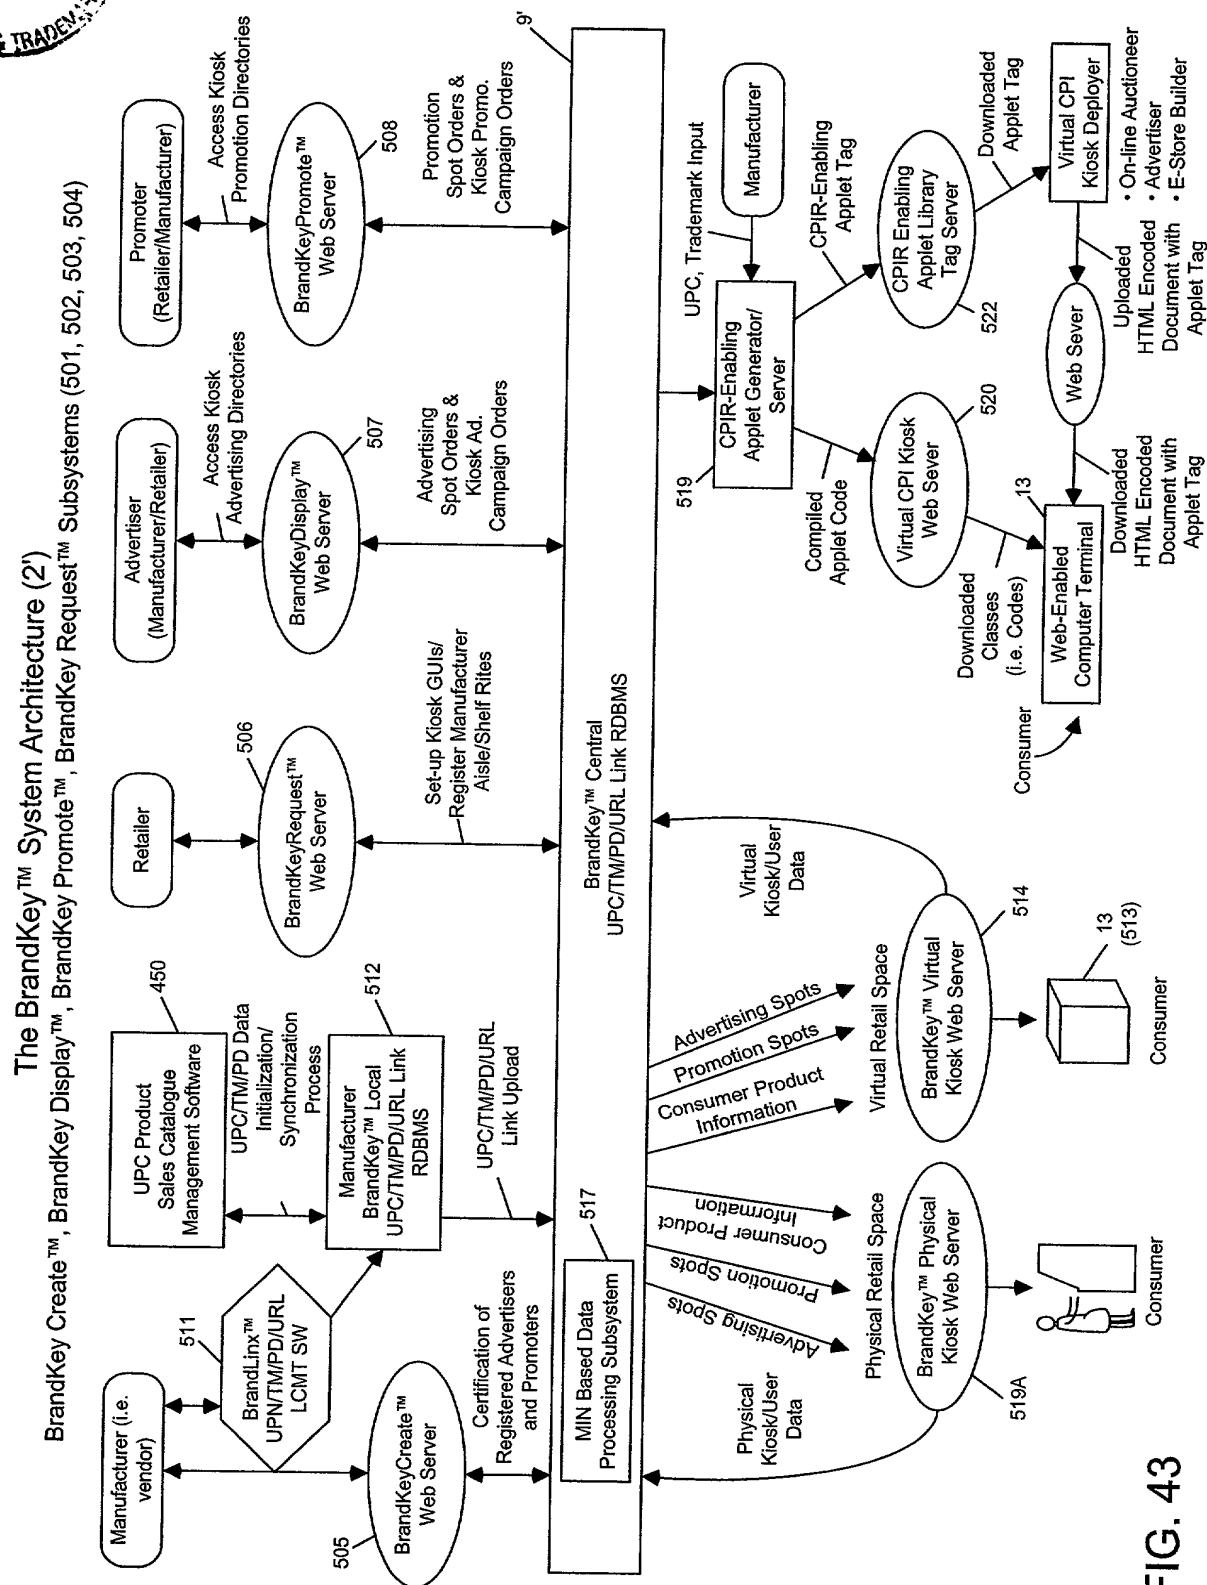 TRADEM
The BrandKey™ System Architecture (2')
BrandKey Create™, BrandKey Display™, BrandKey Promote™, BrandKey Request™ Subsystems (501, 502, 503, 504)
Manufacturer (i.e.
vendor)
511
BrandLinx™
UPN/TM/PD/URL
LCMT SW
505
BrandKeyCreate™
Web Server
Certification of
Registered Advertisers
and Promoters
UPC Product
Sales Catalogue
Management Software
450
UPC/TM/PD Data
Initialization/
Synchronization
Process
Manufacturer
BrandKey™ Local
UPC/TM/PD/URL Link
RDBMS
512
UPC/TM/PD/URL
Link Upload
Retailer
506
BrandKeyRequest™
Web Server
Set-up Kiosk GUIs/
Register Manufacturer
Aisle/Shelf Rites
Advertiser
(Manufacturer/Retailer)
Access Kiosk
Advertising Directories
BrandKeyDisplay™
Web Server
507
Advertising
Spot Orders &
Kiosk Ad.
Campaign Orders
Promoter
(Retailer/Manufacturer)
Access Kiosk
Promotion Directories
BrandKeyPromote™
Web Server
508
Promotion
Spot Orders &
Kiosk Promo.
Campaign Orders
9'
MIN Based Data
Processing Subsystem
517
BrandKey™ Central
UPC/TM/PD/URL Link RDBMS
Physical
Kiosk/User
Data
Advertising Spots
Promotion Spots
Consumer Product
Information
Physical Retail Space
BrandKey™ Physical
Kiosk Web Server
519A
Consumer
Advertising Spots
Promotion Spots
Consumer Product
Information
Virtual Retail Space
BrandKey™ Virtual
Kiosk Web Server
514
Virtual
Kiosk/User
Data
13
(513)
Consumer
UPC, Trademark Input
Manufacturer
519
CPIR-Enabling
Applet Generator/
Server
Compiled
Applet Code
CPIR-Enabling
Applet Tag
Virtual CPI Kiosk
Web Sever
520
CPIR Enabling
Applet Library
Tag Server
522
Downloaded
Classes
(i.e. Codes)
Downloaded
Applet Tag
Consumer
Web-Enabled
Computer Terminal
13
Downloaded
HTML Encoded
Document with
Applet Tag
Web Sever
Uploaded
HTML Encoded
Document with
Applet Tag
Virtual CPI
Kiosk Deployer
• On-line Auctioneer
• Advertiser
• E-Store Builder
FIG. 43